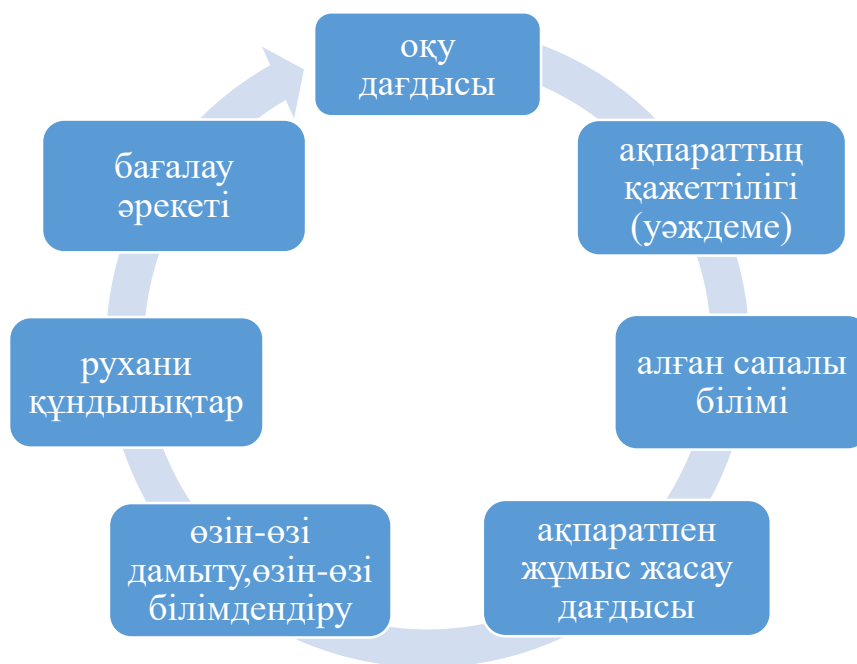 оқу
дағдысы
ақпараттың
қажеттілігі
(уәждеме)
алған сапалы
білімі
ақпаратпен
жұмыс жасау
дағдысы
өзін-өзі
дамыту,өзін-өзі
білімдендіру
рухани
құндылықтар
бағалау
әрекеті